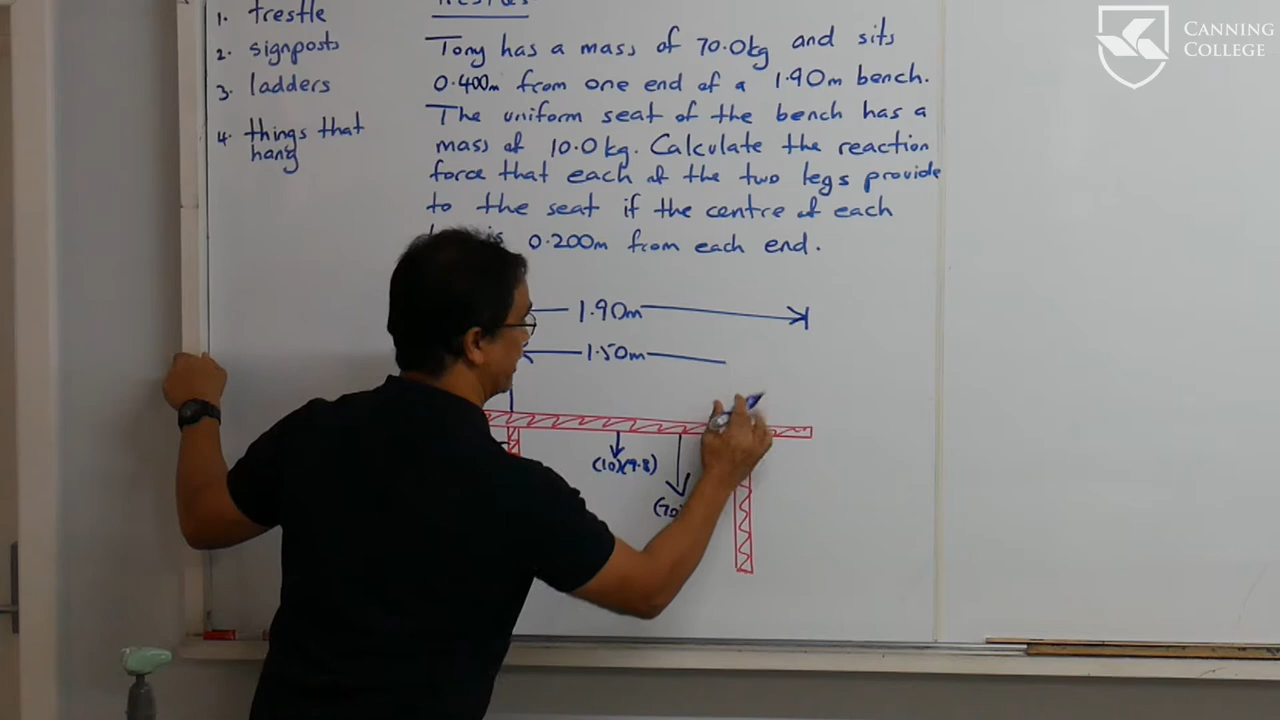 1. trestle
2. signposts
3. ladders
4. things that
hang
Tony has a mass of 70.0kg and sits
0.400m from one end of a 1.90m bench.
The uniform seat of the bench has a
mass of 10.0kg. Calculate the reaction
force that each of the two legs provide
to the seat if the centre of each
is 0.200m from each end.
1.90m
1.50m
(10)(9.8)
(70
CANNING
COLLEGE